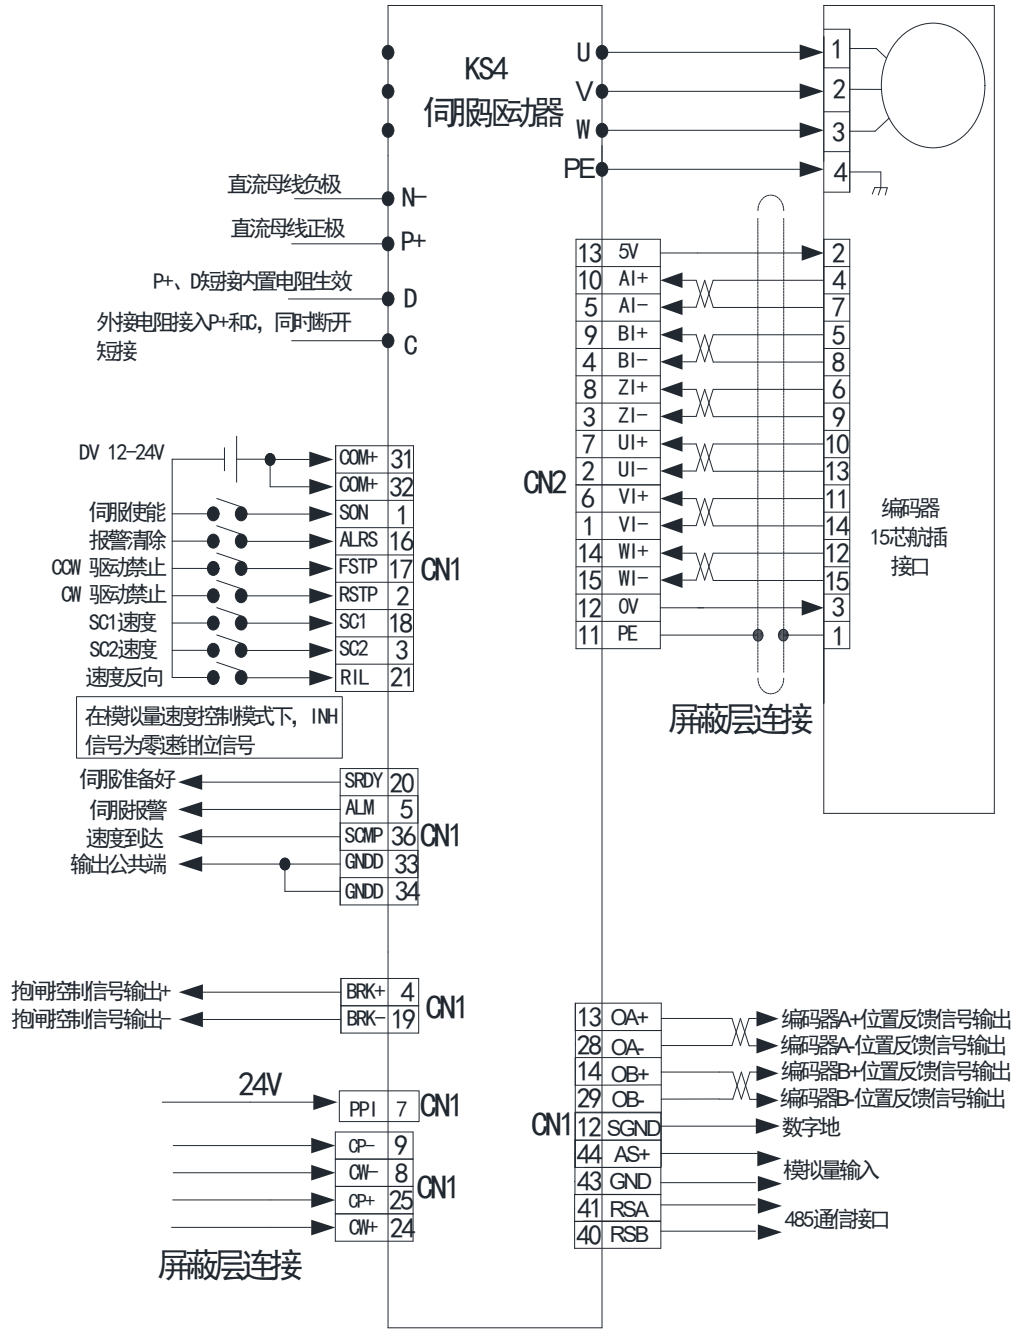 KS4
伺服驱动器
U
V
W
PE
1
2
3
4
直流母线负极
N-
直流母线正极
P+
P+、D短接内置电阻生效
D
外接电阻接入P+和C，同时断开
短接
C
DV 12-24V
COM+ 31
COM+ 32
伺服使能 SON 1
报警清除 ALRS 16
CCW 驱动禁止 FSTP 17
CW 驱动禁止 RSTP 2
SC1速度 SC1 18
SC2速度 SC2 3
速度反向 RIL 21
CN1
在模拟量速度控制模式下，INH
信号为零速钳位信号
伺服准备好 SRDY 20
伺服报警 ALM 5
速度到达 SCMP 36
输出公共端 GNDD 33
GNDD 34
CN1
抱闸控制信号输出+ BRK+ 4
抱闸控制信号输出- BRK- 19
CN1
24V
PPI 7
CN1
CP- 9
CW- 8
CP+ 25
CW+ 24
CN1
屏蔽层连接
CN2
13 5V 2
10 AI+ 4
5 AI- 7
9 BI+ 5
4 BI- 8
8 ZI+ 6
3 ZI- 9
7 UI+ 10
2 UI- 13
6 VI+ 11
1 VI- 14
14 WI+ 12
15 WI- 15
12 0V 3
11 PE 1
编码器
15芯航插
接口
屏蔽层连接
CN1
13 OA+ 编码器A+位置反馈信号输出
28 OA- 编码器A-位置反馈信号输出
14 OB+ 编码器B+位置反馈信号输出
29 OB- 编码器B-位置反馈信号输出
12 SGND 数字地
44 AS+
43 GND
模拟量输入
41 RSA
40 RSB
485通信接口